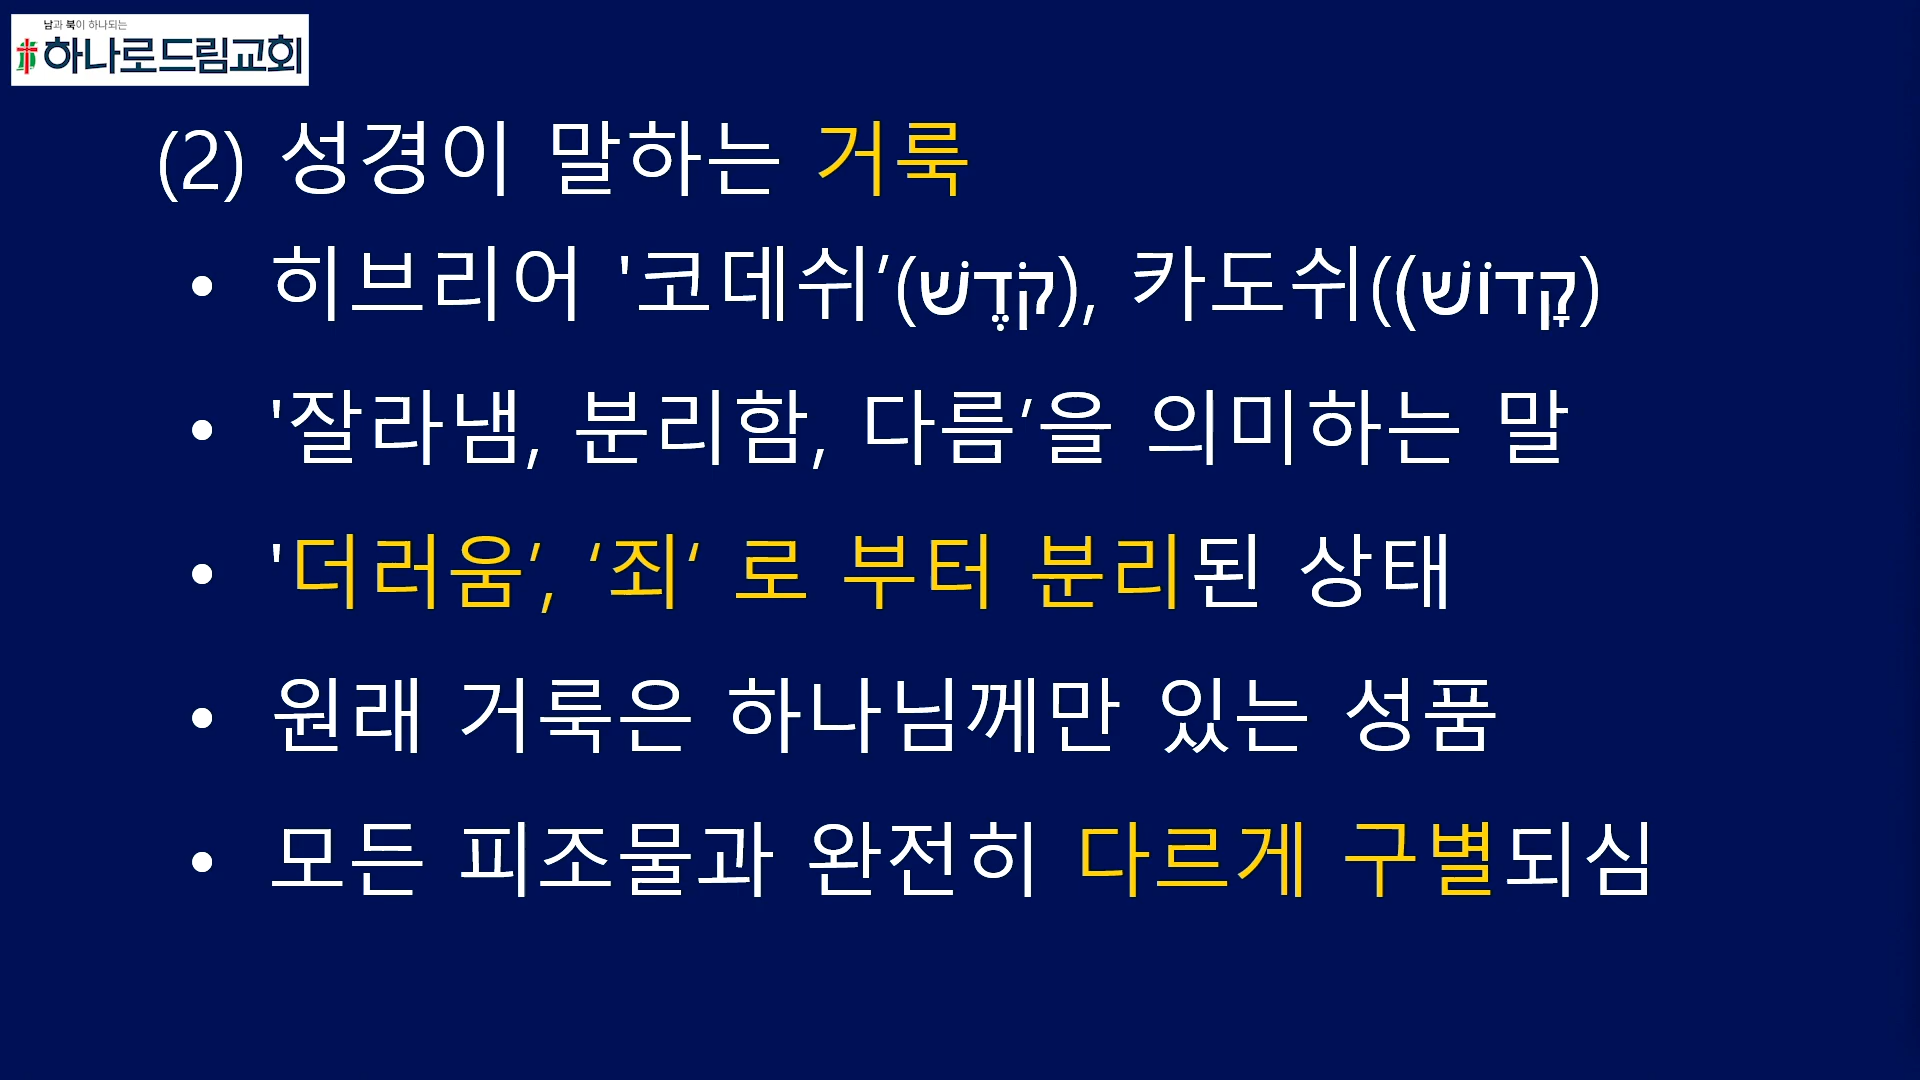 남과 북이 하나되는
하나로드림교회
(2) 성경이 말하는 거룩
• 히브리어 '코데쉬’(קֹדֶשׁ), 카도쉬((קָדוֹשׁ)
• '잘라냄, 분리함, 다름’을 의미하는 말
• '더러움’, ‘죄‘ 로 부터 분리된 상태
• 원래 거룩은 하나님께만 있는 성품
• 모든 피조물과 완전히 다르게 구별되심